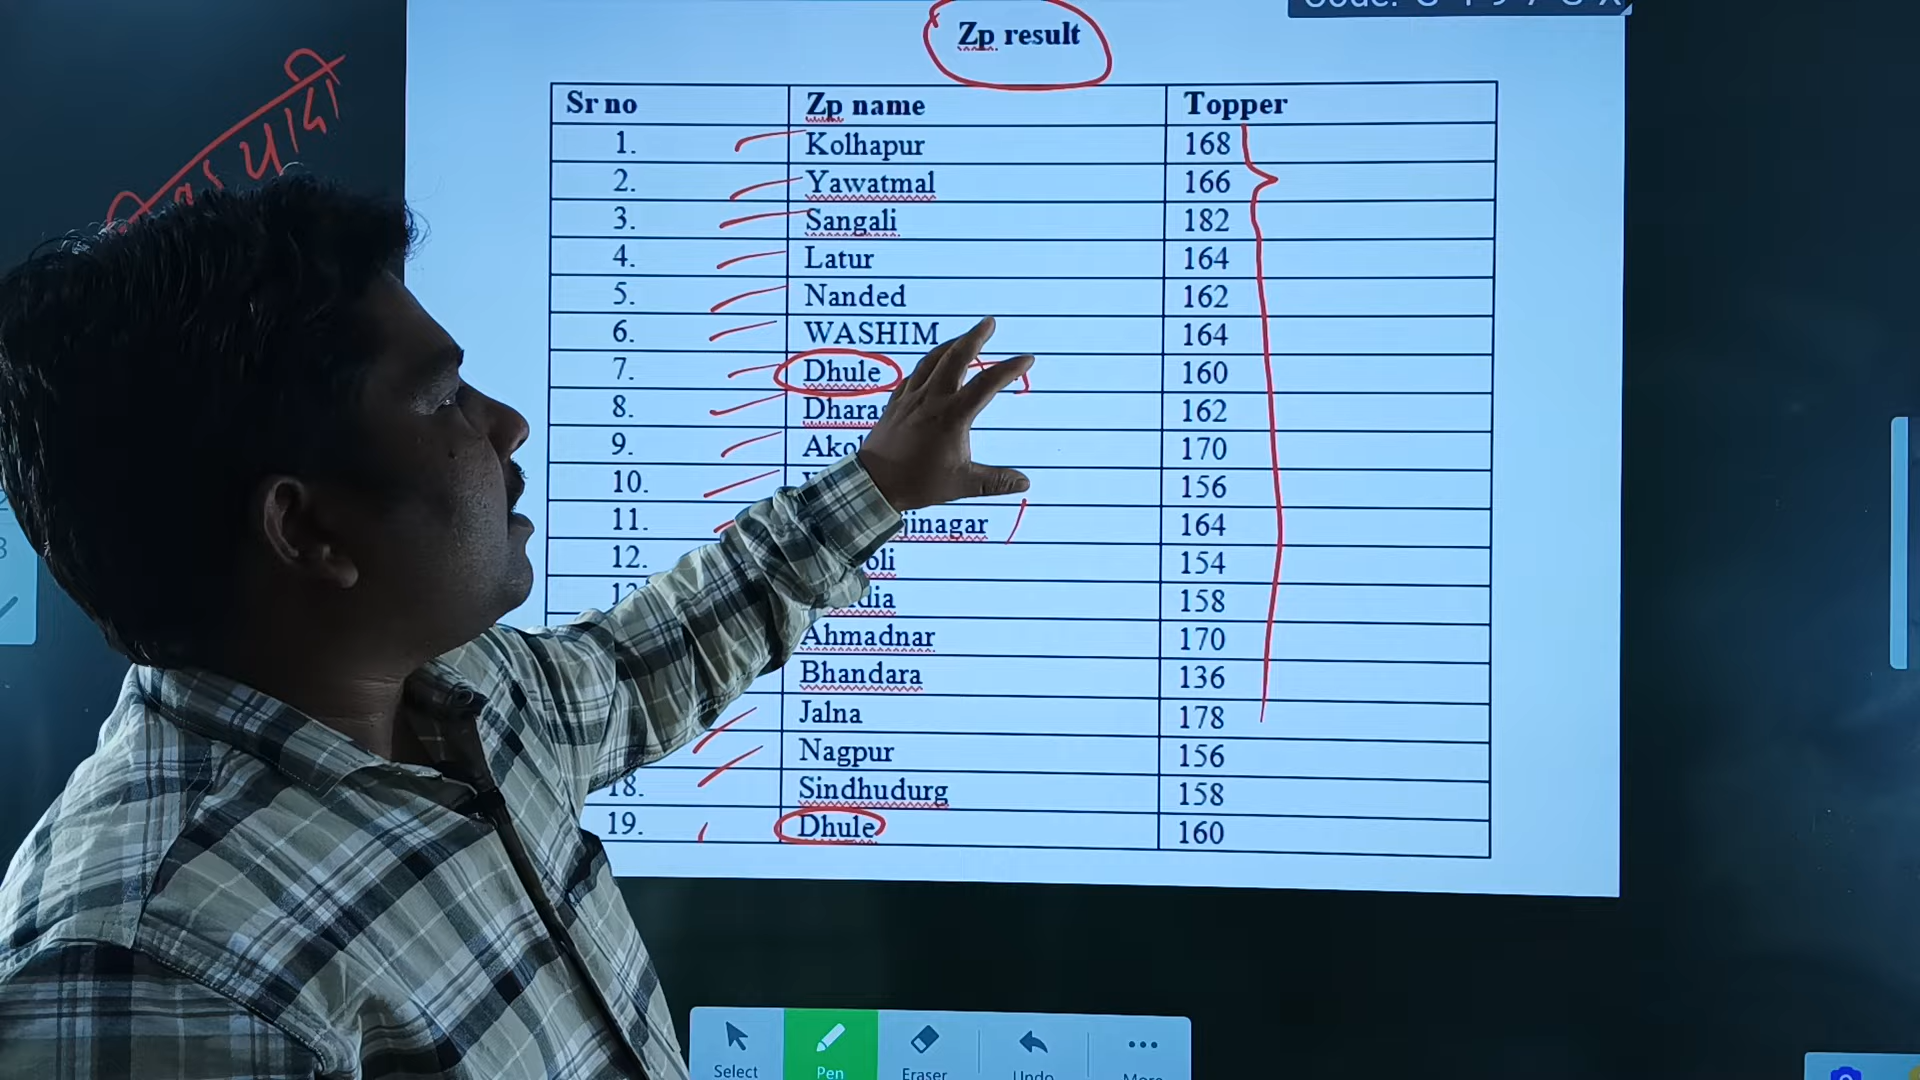 Zp result
Sr no Zp name Topper
1. Kolhapur 168
2. Yawatmal 166
3. Sangali 182
4. Latur 164
5. Nanded 162
6. WASHIM 164
7. Dhule 160
8. 162
9. 170
10. 156
11. 164
12. 154
158
Ahmadnar 170
Bhandara 136
Jalna 178
Nagpur 156
18. Sindhudurg 158
19. Dhule 160
Select Pen Eraser Undo More